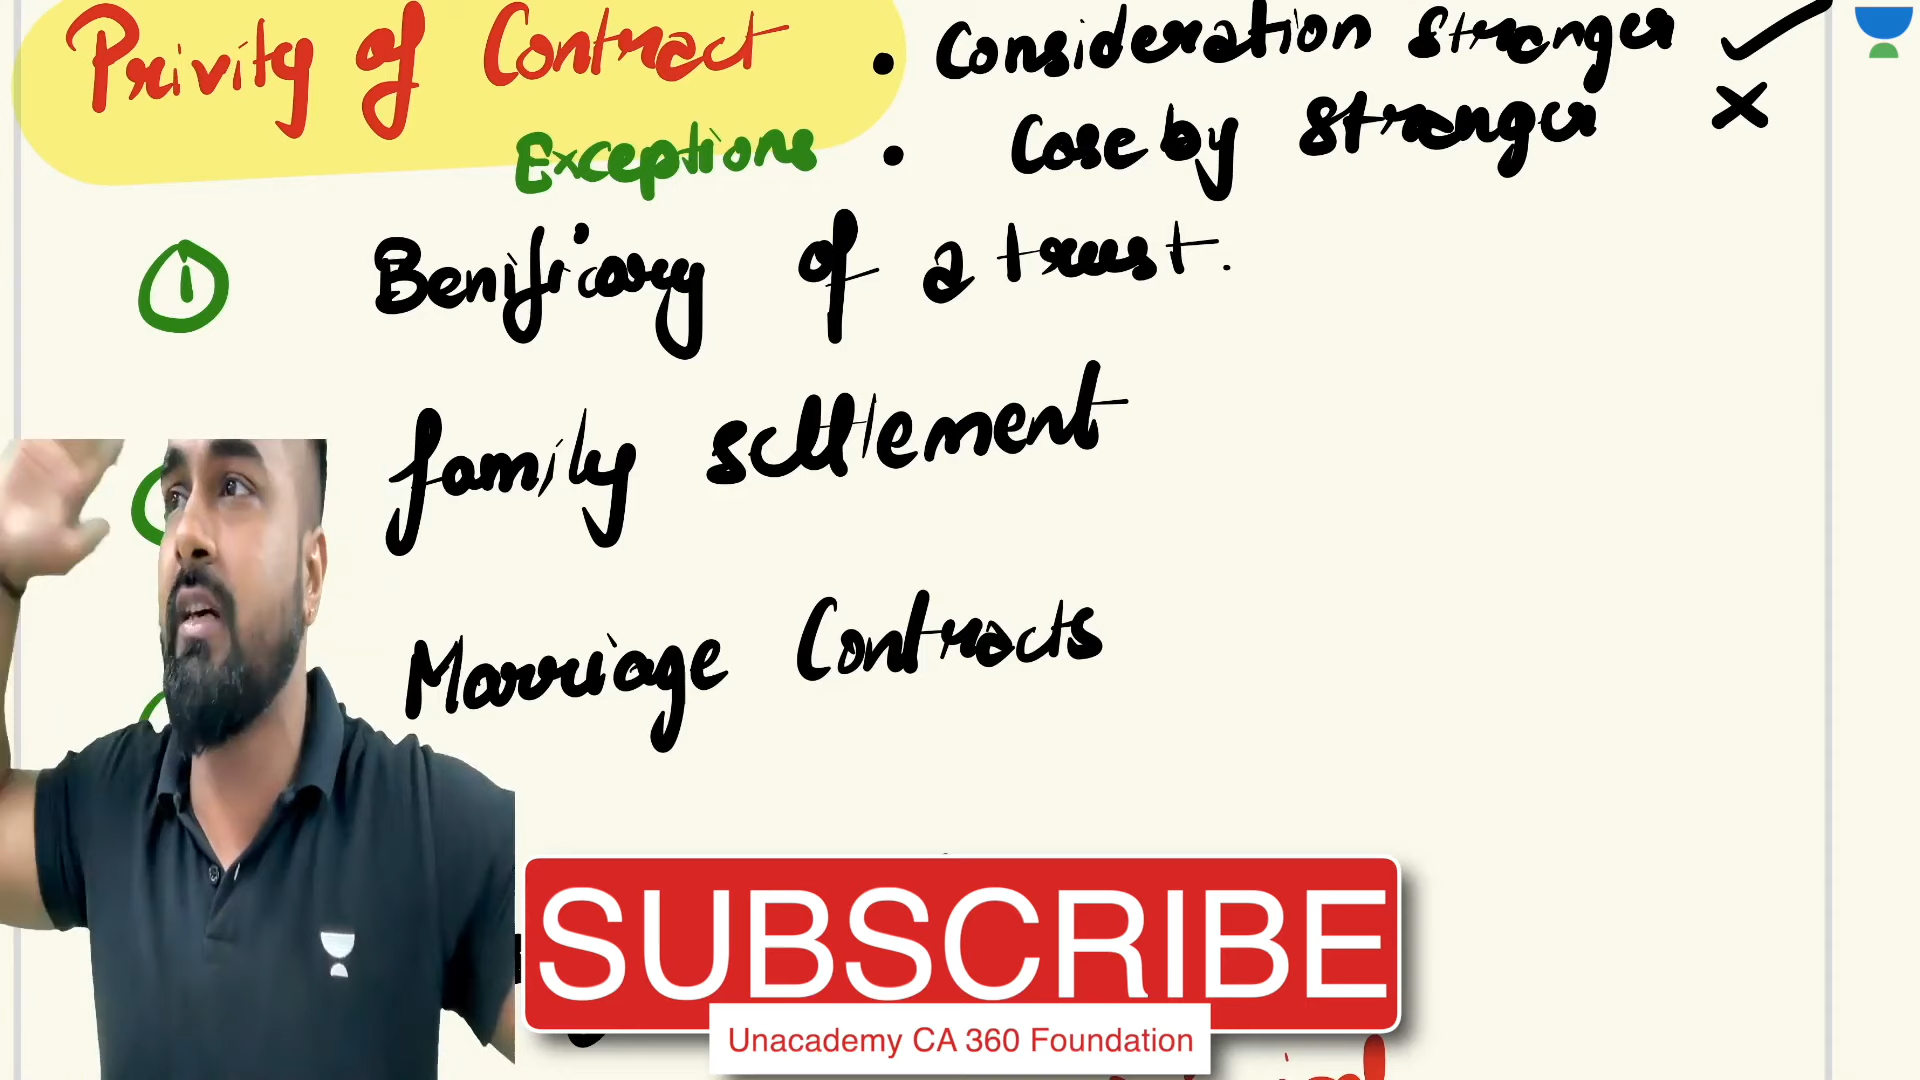 Privity of Contract
• Consideration Stranger ✓
Exceptions • Case by Stranger ✗
1 Benificary of a trust.
family settlement
Marriage Contracts
SUBSCRIBE
Unacademy CA 360 Foundation